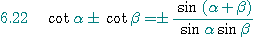 6.22 cot α ± cot β = ± sin (α + β) / sin α sin β